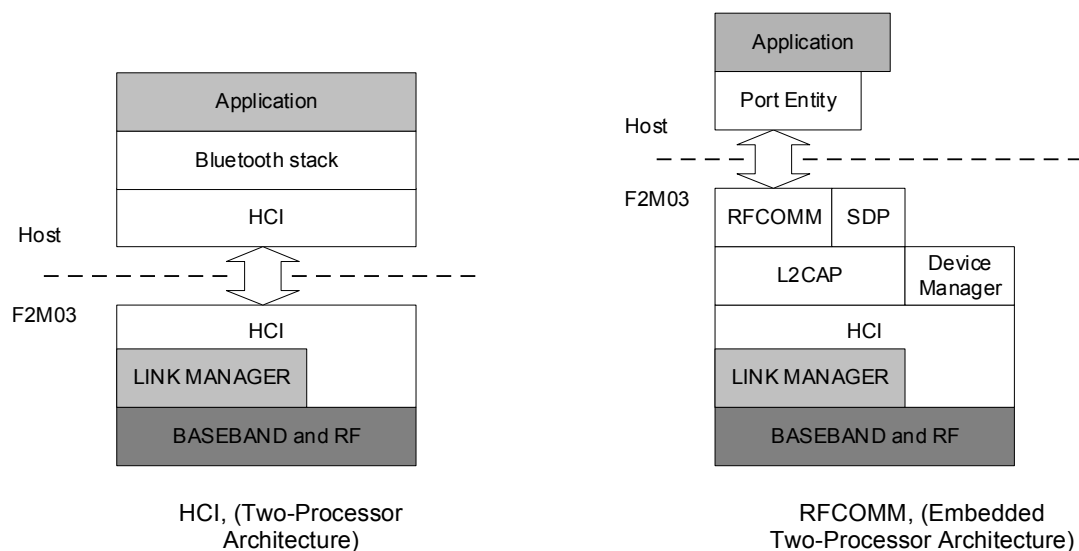 Application
Bluetooth stack
HCI
Host
F2M03
HCI
LINK MANAGER
BASEBAND and RF
HCI, (Two-Processor
Architecture)
Application
Port Entity
Host
F2M03
RFCOMM
SDP
L2CAP
Device
Manager
HCI
LINK MANAGER
BASEBAND and RF
RFCOMM, (Embedded
Two-Processor Architecture)